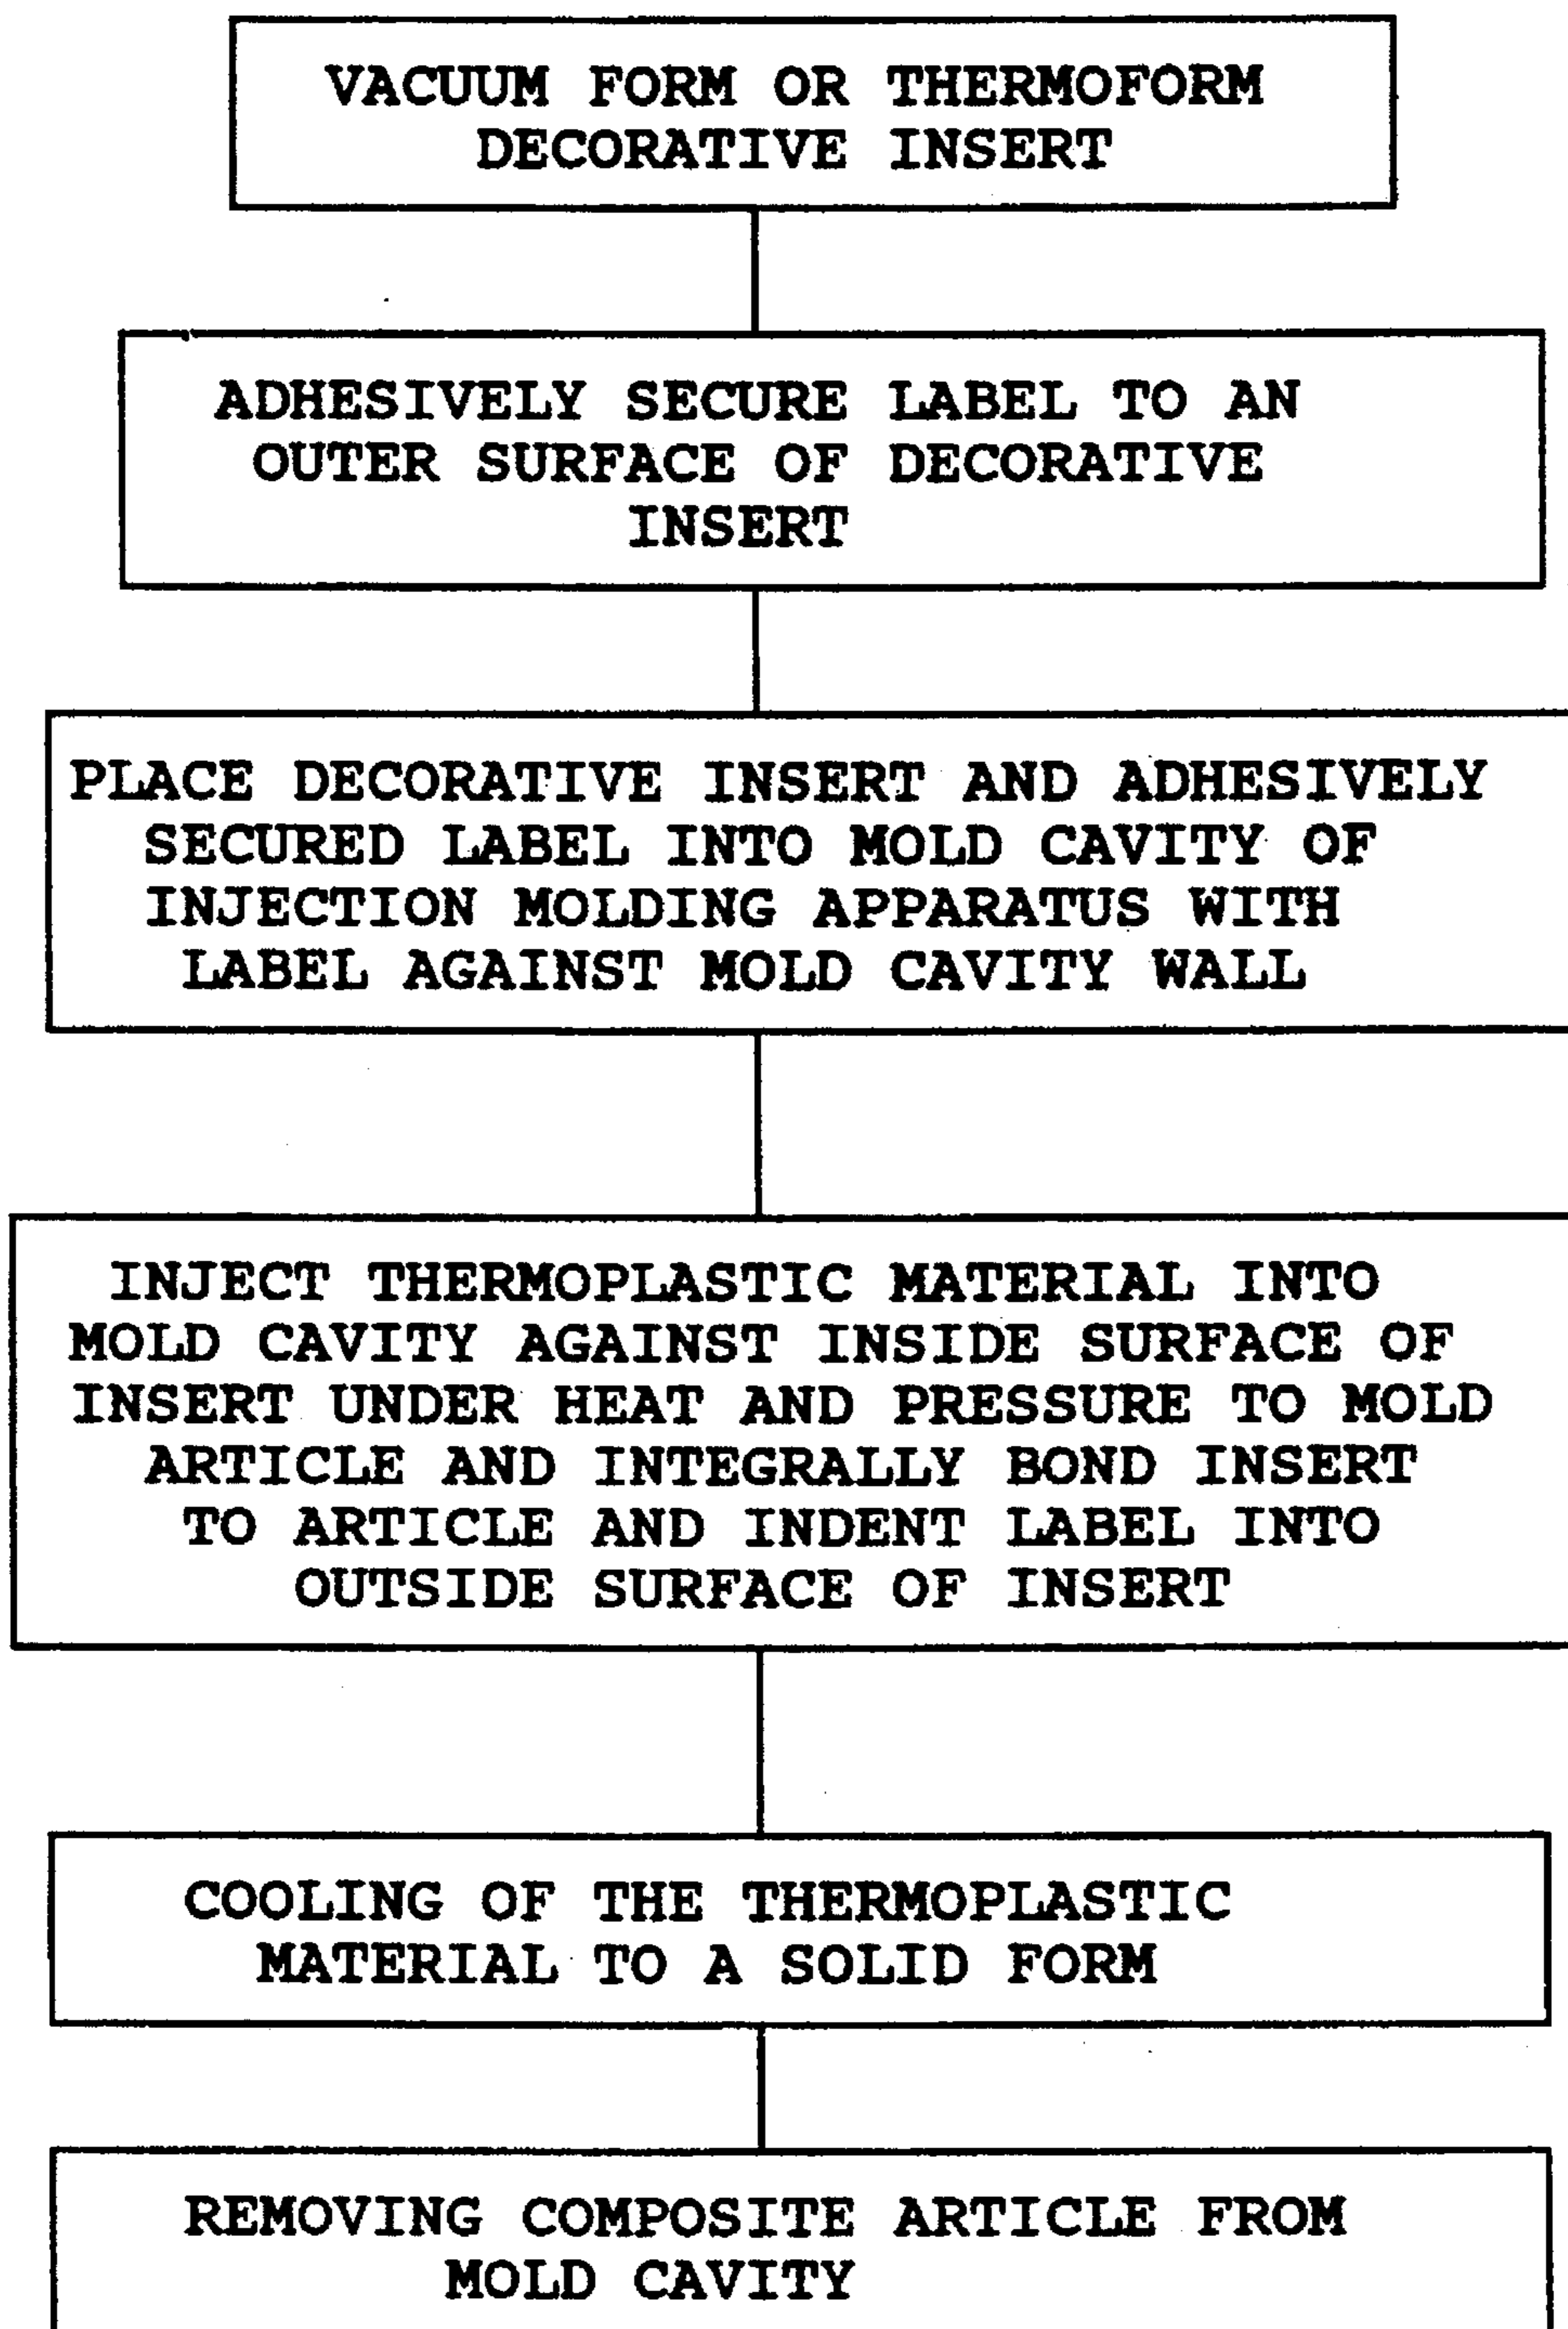 VACUUM FORM OR THERMOFORM
DECORATIVE INSERT
ADHESIVELY SECURE LABEL TO AN
OUTER SURFACE OF DECORATIVE
INSERT
PLACE DECORATIVE INSERT AND ADHESIVELY
SECURED LABEL INTO MOLD CAVITY OF
INJECTION MOLDING APPARATUS WITH
LABEL AGAINST MOLD CAVITY WALL
INJECT THERMOPLASTIC MATERIAL INTO
MOLD CAVITY AGAINST INSIDE SURFACE OF
INSERT UNDER HEAT AND PRESSURE TO MOLD
ARTICLE AND INTEGRALLY BOND INSERT
TO ARTICLE AND INDENT LABEL INTO
OUTSIDE SURFACE OF INSERT
COOLING OF THE THERMOPLASTIC
MATERIAL TO A SOLID FORM
REMOVING COMPOSITE ARTICLE FROM
MOLD CAVITY